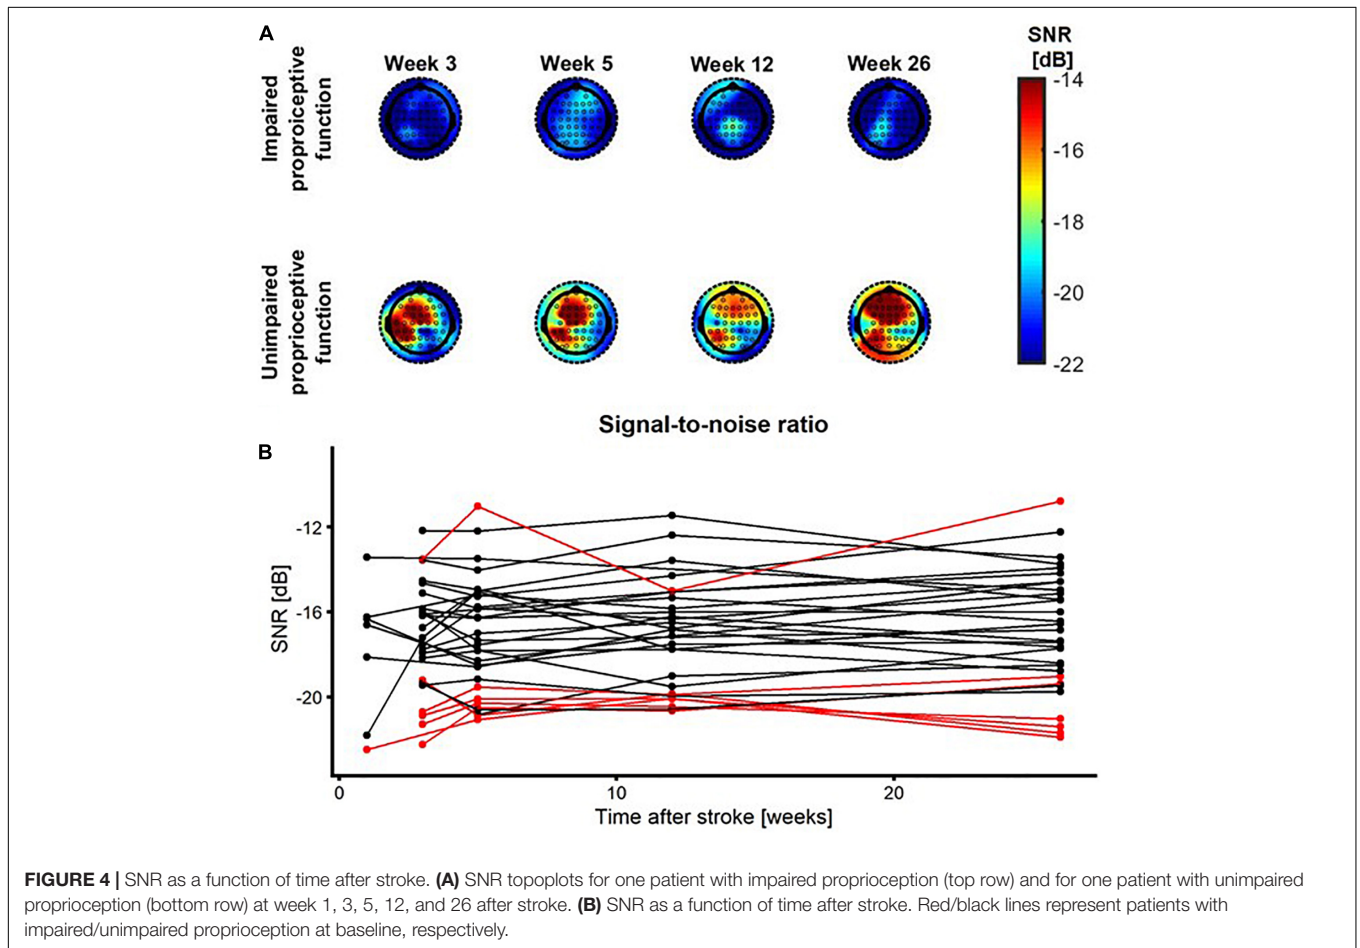 A
Week 3 Week 5 Week 12 Week 26
SNR
[dB]
Impaired
proproiceptive
function
Unimpaired
proprioceptive
function
-14
-16
-18
-20
-22
Signal-to-noise ratio
B
SNR [dB]
-12
-16
-20
0 10 20
Time after stroke [weeks]
FIGURE 4 | SNR as a function of time after stroke. (A) SNR topoplots for one patient with impaired proprioception (top row) and for one patient with unimpaired
proprioception (bottom row) at week 1, 3, 5, 12, and 26 after stroke. (B) SNR as a function of time after stroke. Red/black lines represent patients with
impaired/unimpaired proprioception at baseline, respectively.